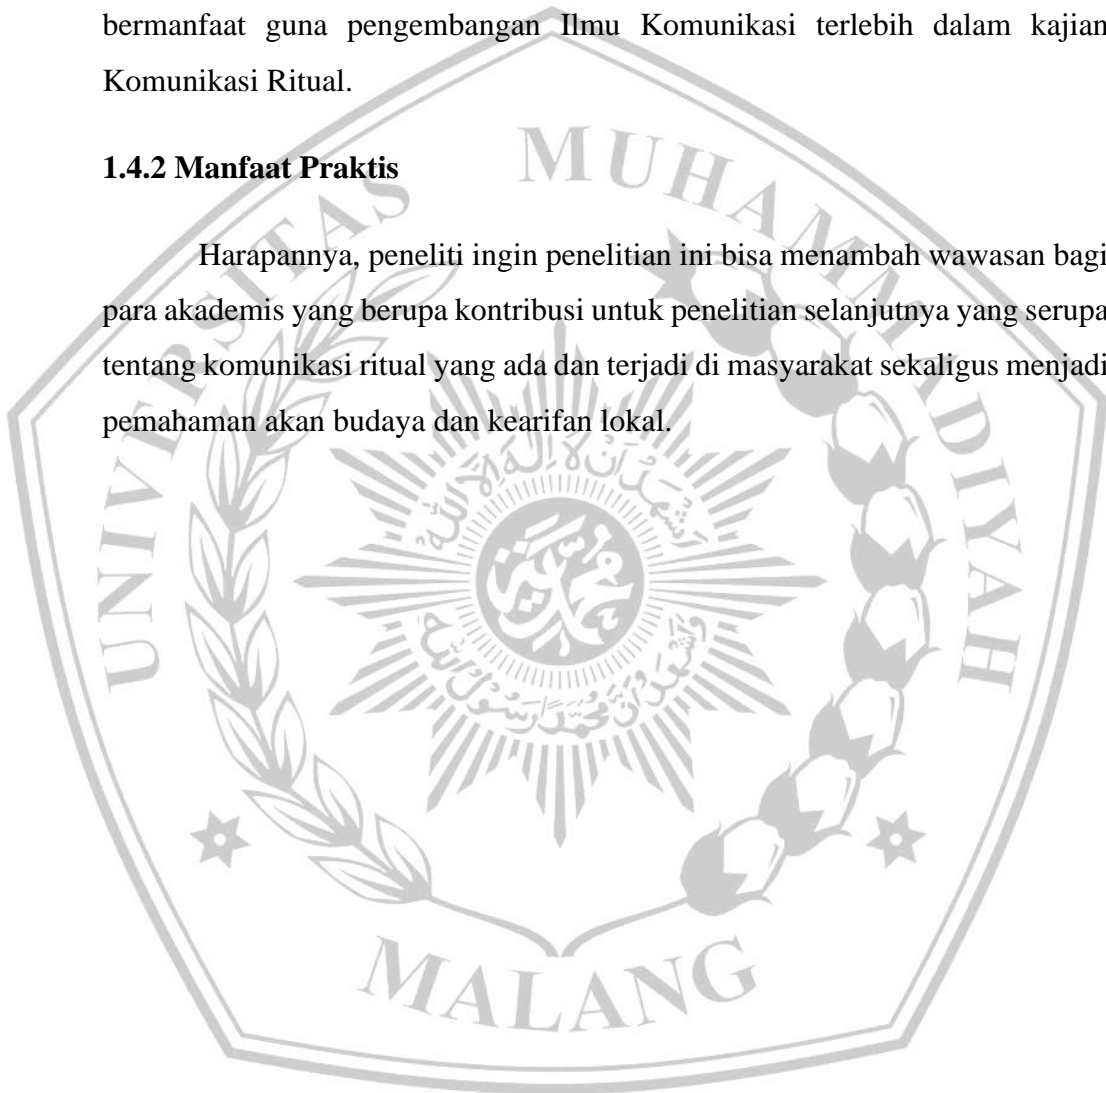 bermanfaat guna pengembangan Ilmu Komunikasi terlebih dalam kajian
Komunikasi Ritual.
1.4.2 Manfaat Praktis
Harapannya, peneliti ingin penelitian ini bisa menambah wawasan bagi
para akademis yang berupa kontribusi untuk penelitian selanjutnya yang serupa
tentang komunikasi ritual yang ada dan terjadi di masyarakat sekaligus menjadi
pemahaman akan budaya dan kearifan lokal.
UNIVERSITAS MUHAMMADIYAH
MALANG